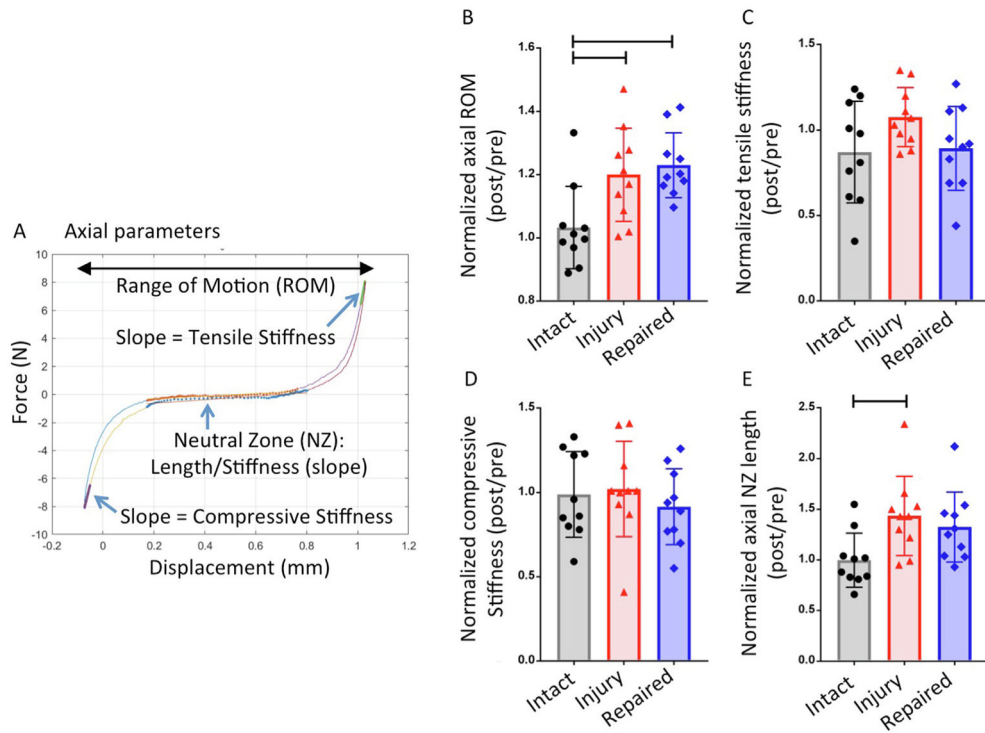 A Axial parameters
10
8
6
4
2
0
-2
-4
-6
-8
-10
Force (N)
Range of Motion (ROM)
Slope = Tensile Stiffness
Neutral Zone (NZ):
Length/Stiffness (slope)
Slope = Compressive Stiffness
-0.2 0 0.2 0.4 0.6 0.8 1 1.2
Displacement (mm)
B
Normalized axial ROM
(post/pre)
1.6
1.4
1.2
1.0
0.8
Intact
Injury
Repaired
C
Normalized tensile stiffness
(post/pre)
1.5
1.0
0.5
0.0
Intact
Injury
Repaired
D
Normalized compressive
Stiffness (post/pre)
1.5
1.0
0.5
0.0
Intact
Injury
Repaired
E
Normalized axial NZ length
(post/pre)
2.5
2.0
1.5
1.0
0.5
0.0
Intact
Injury
Repaired